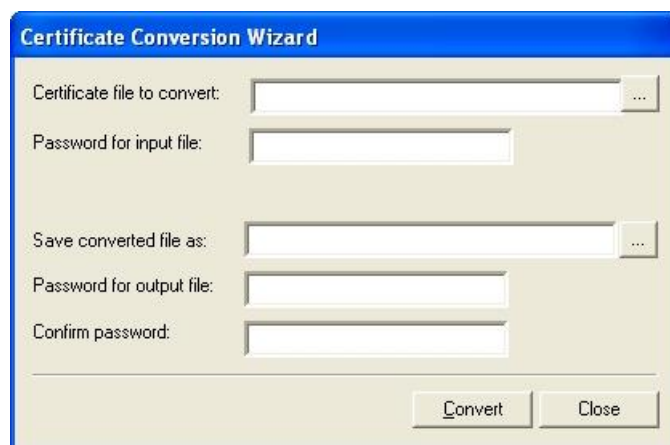 Certificate Conversion Wizard
Certificate file to convert: ...
Password for input file:
Save converted file as: ...
Password for output file:
Confirm password:
Convert Close